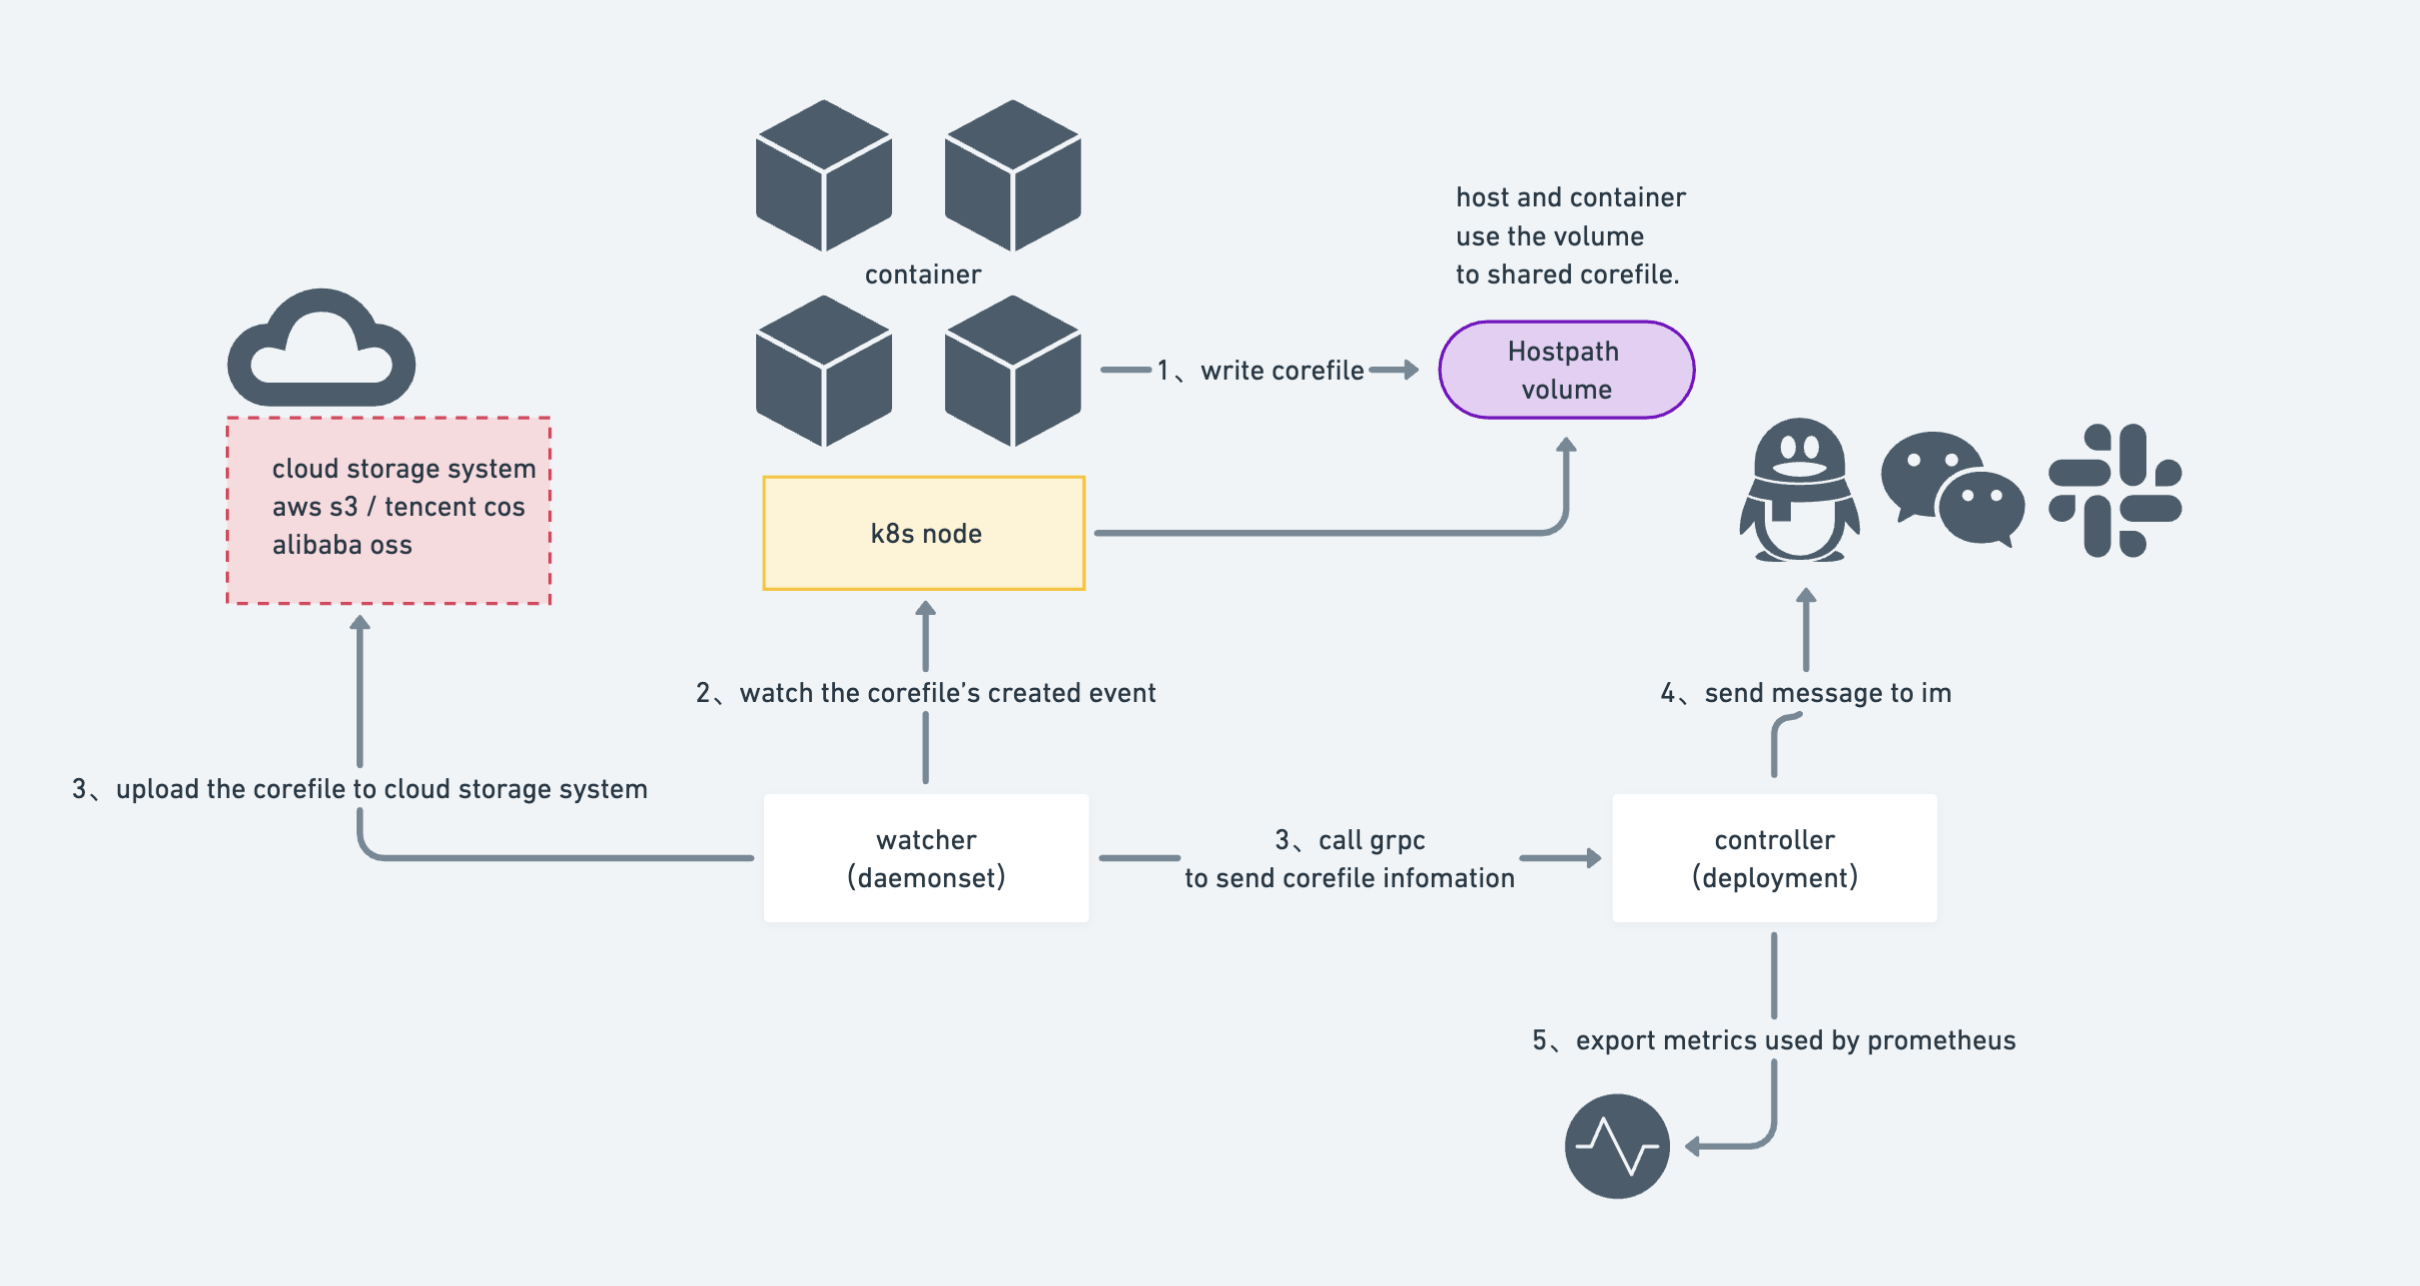 container
host and container
use the volume
to shared corefile.
1、write corefile
Hostpath
volume
cloud storage system
aws s3 / tencent cos
alibaba oss
k8s node
2、watch the corefile’s created event
4、send message to im
3、upload the corefile to cloud storage system
watcher
(daemonset)
3、call grpc
to send corefile infomation
controller
(deployment)
5、export metrics used by prometheus